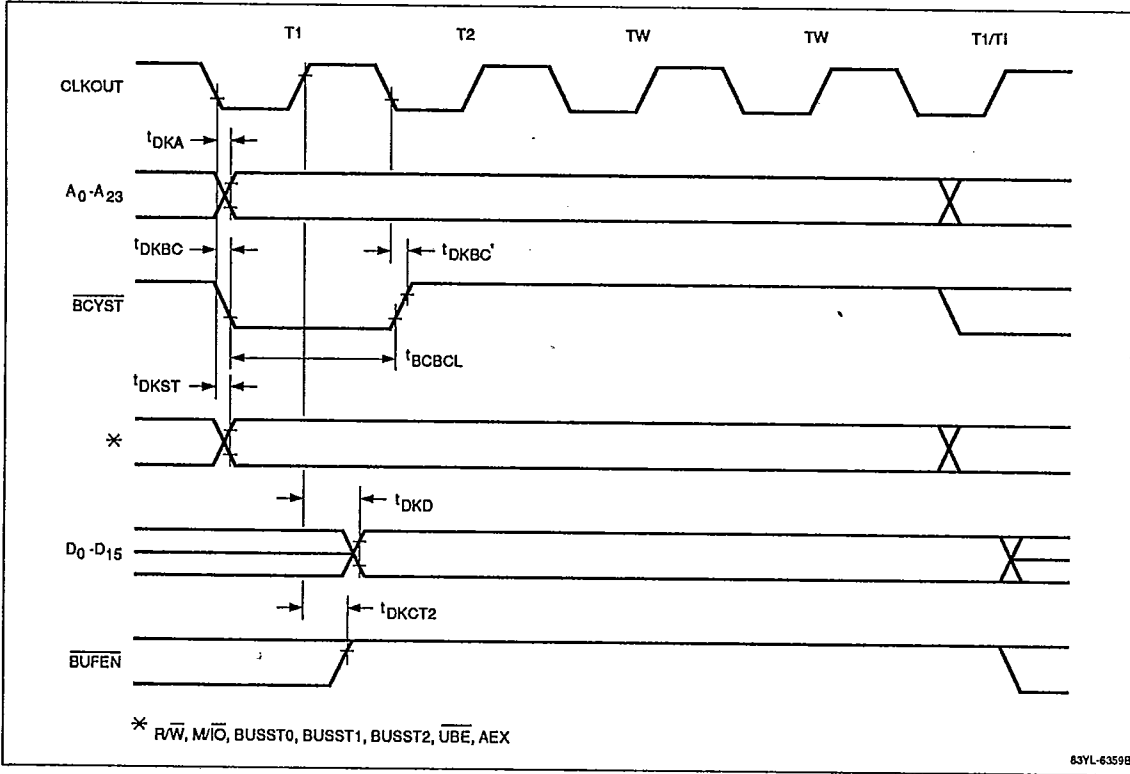 T1 T2 TW TW T1/TI
CLKOUT
tDKA
A0-A23
tDKBC tDKBC'
BCYST
tBCBCL
tDKST
*
tDKD
D0-D15
tDKCT2
BUFEN
* R/W, M/IO, BUSST0, BUSST1, BUSST2, UBE, AEX
83YL-6359B